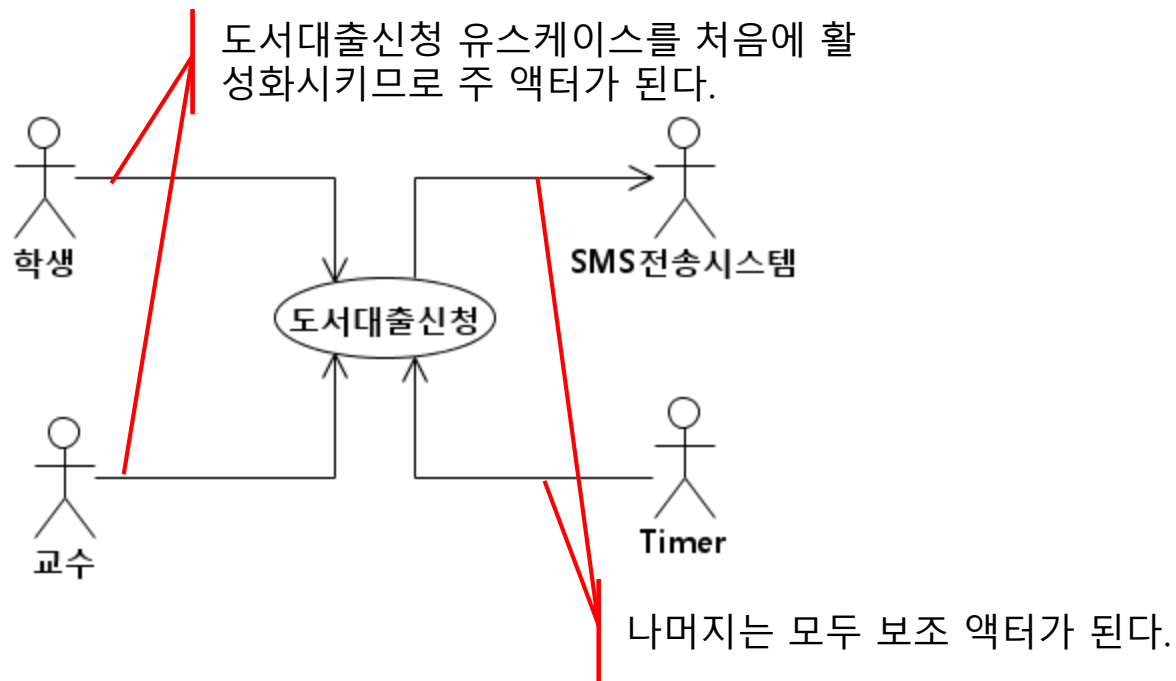 도서대출신청 유스케이스를 처음에 활
성화시키므로 주 액터가 된다.
학생
SMS전송시스템
도서대출신청
교수
Timer
나머지는 모두 보조 액터가 된다.